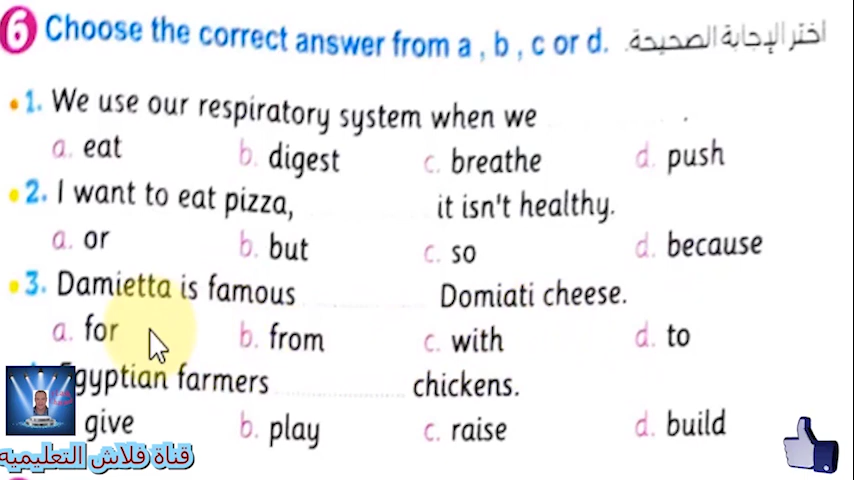 6 Choose the correct answer from a , b , c or d. اختر الإجابة الصحيحة.
1. We use our respiratory system when we .
a. eat b. digest c. breathe d. push
2. I want to eat pizza, it isn't healthy.
a. or b. but c. so d. because
3. Damietta is famous Domiati cheese.
a. for b. from c. with d. to
Egyptian farmers chickens.
give b. play c. raise d. build
قناة فلاش التعليمية